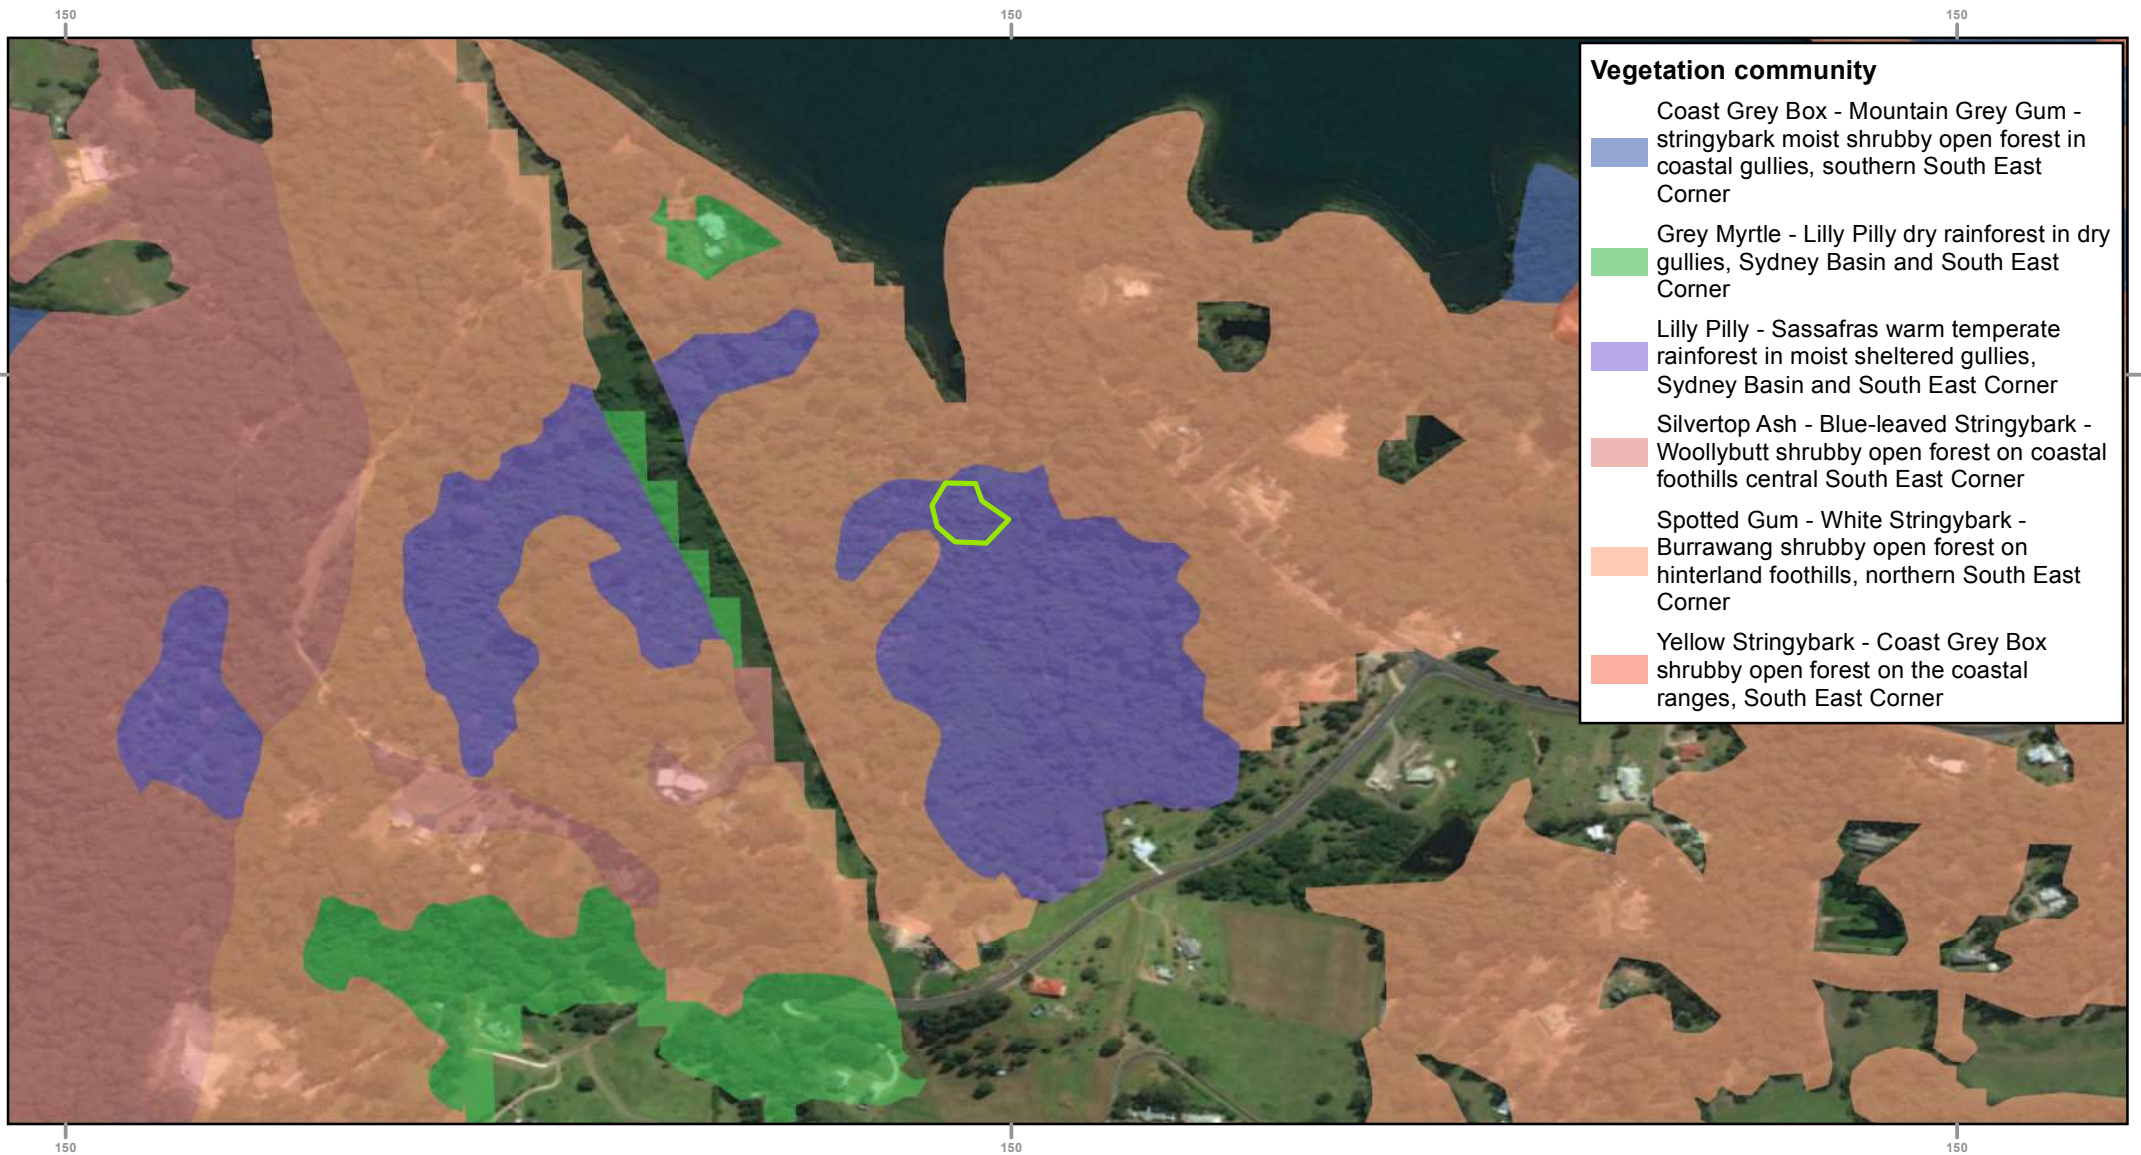 150 150 150
Vegetation community
Coast Grey Box - Mountain Grey Gum -
stringybark moist shrubby open forest in
coastal gullies, southern South East
Corner
Grey Myrtle - Lilly Pilly dry rainforest in dry
gullies, Sydney Basin and South East
Corner
Lilly Pilly - Sassafras warm temperate
rainforest in moist sheltered gullies,
Sydney Basin and South East Corner
Silvertop Ash - Blue-leaved Stringybark -
Woollybutt shrubby open forest on coastal
foothills central South East Corner
Spotted Gum - White Stringybark -
Burrawang shrubby open forest on
hinterland foothills, northern South East
Corner
Yellow Stringybark - Coast Grey Box
shrubby open forest on the coastal
ranges, South East Corner
150 150 150